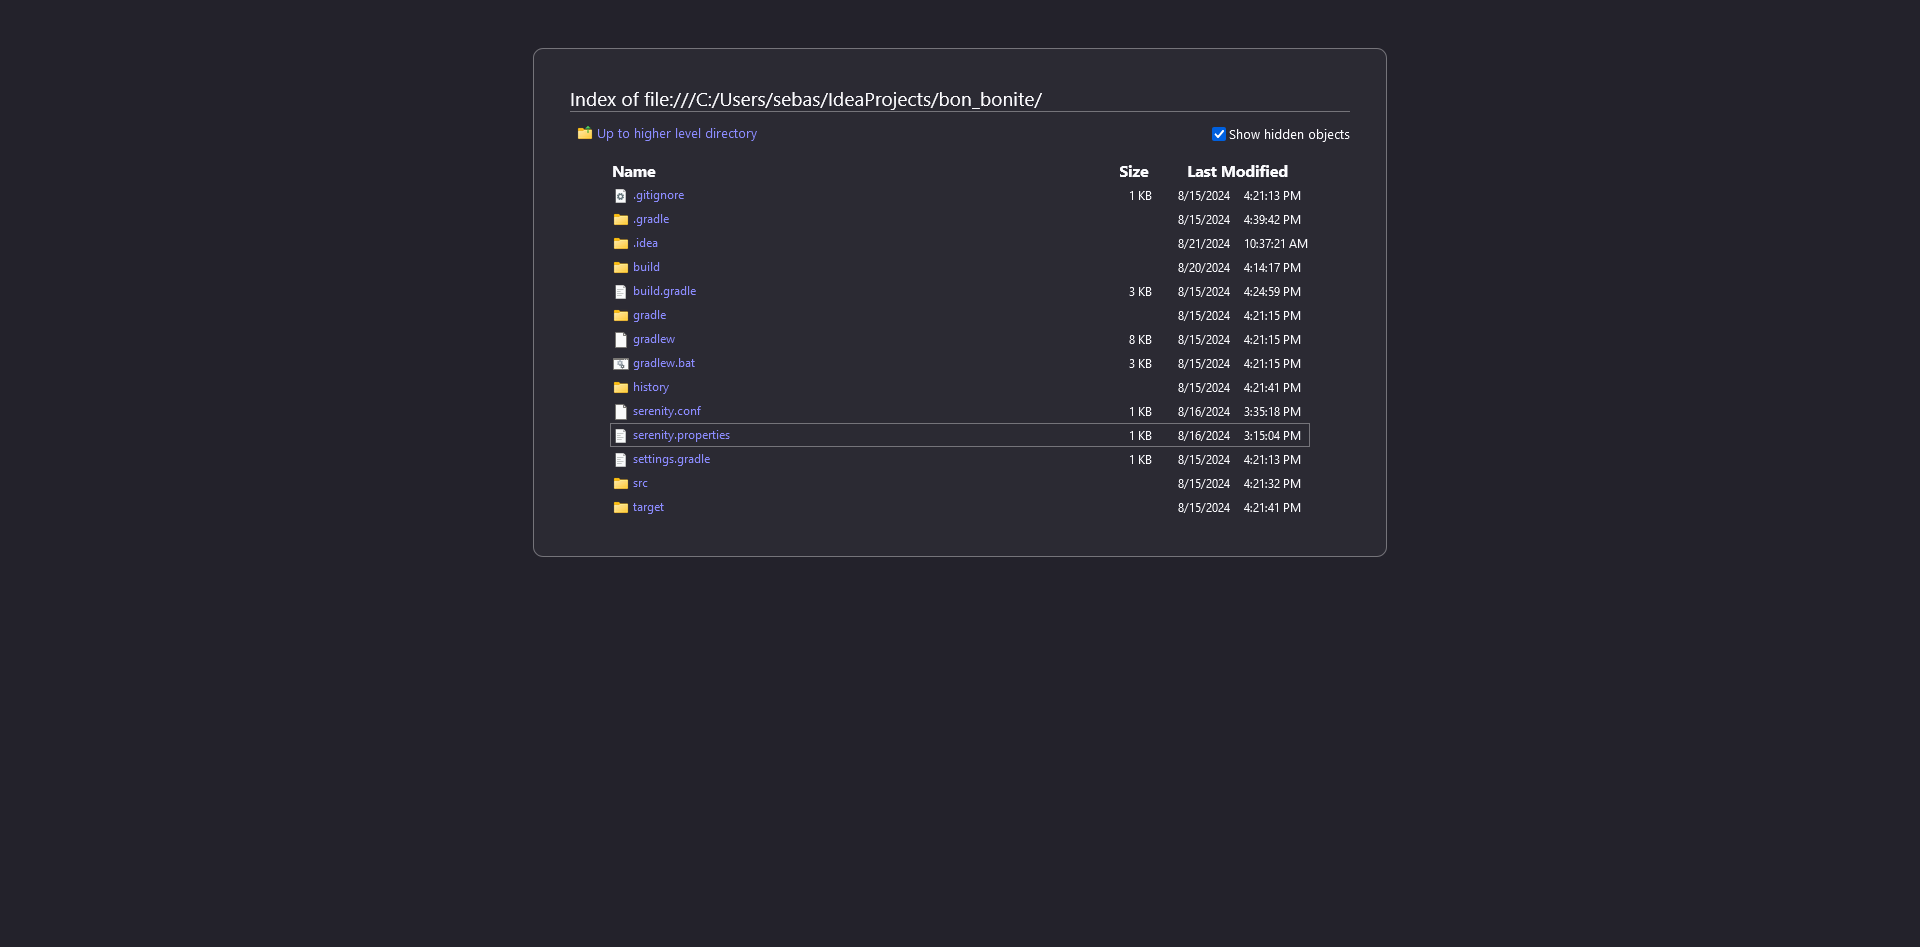 Index of file:///C:/Users/sebas/IdeaProjects/bon_bonite/
Up to higher level directory Show hidden objects
Name Size Last Modified
.gitignore 1 KB 8/15/2024 4:21:13 PM
.gradle 8/15/2024 4:39:42 PM
.idea 8/21/2024 10:37:21 AM
build 8/20/2024 4:14:17 PM
build.gradle 3 KB 8/15/2024 4:24:59 PM
gradle 8/15/2024 4:21:15 PM
gradlew 8 KB 8/15/2024 4:21:15 PM
gradlew.bat 3 KB 8/15/2024 4:21:15 PM
history 8/15/2024 4:21:41 PM
serenity.conf 1 KB 8/16/2024 3:35:18 PM
serenity.properties 1 KB 8/16/2024 3:15:04 PM
settings.gradle 1 KB 8/15/2024 4:21:13 PM
src 8/15/2024 4:21:32 PM
target 8/15/2024 4:21:41 PM